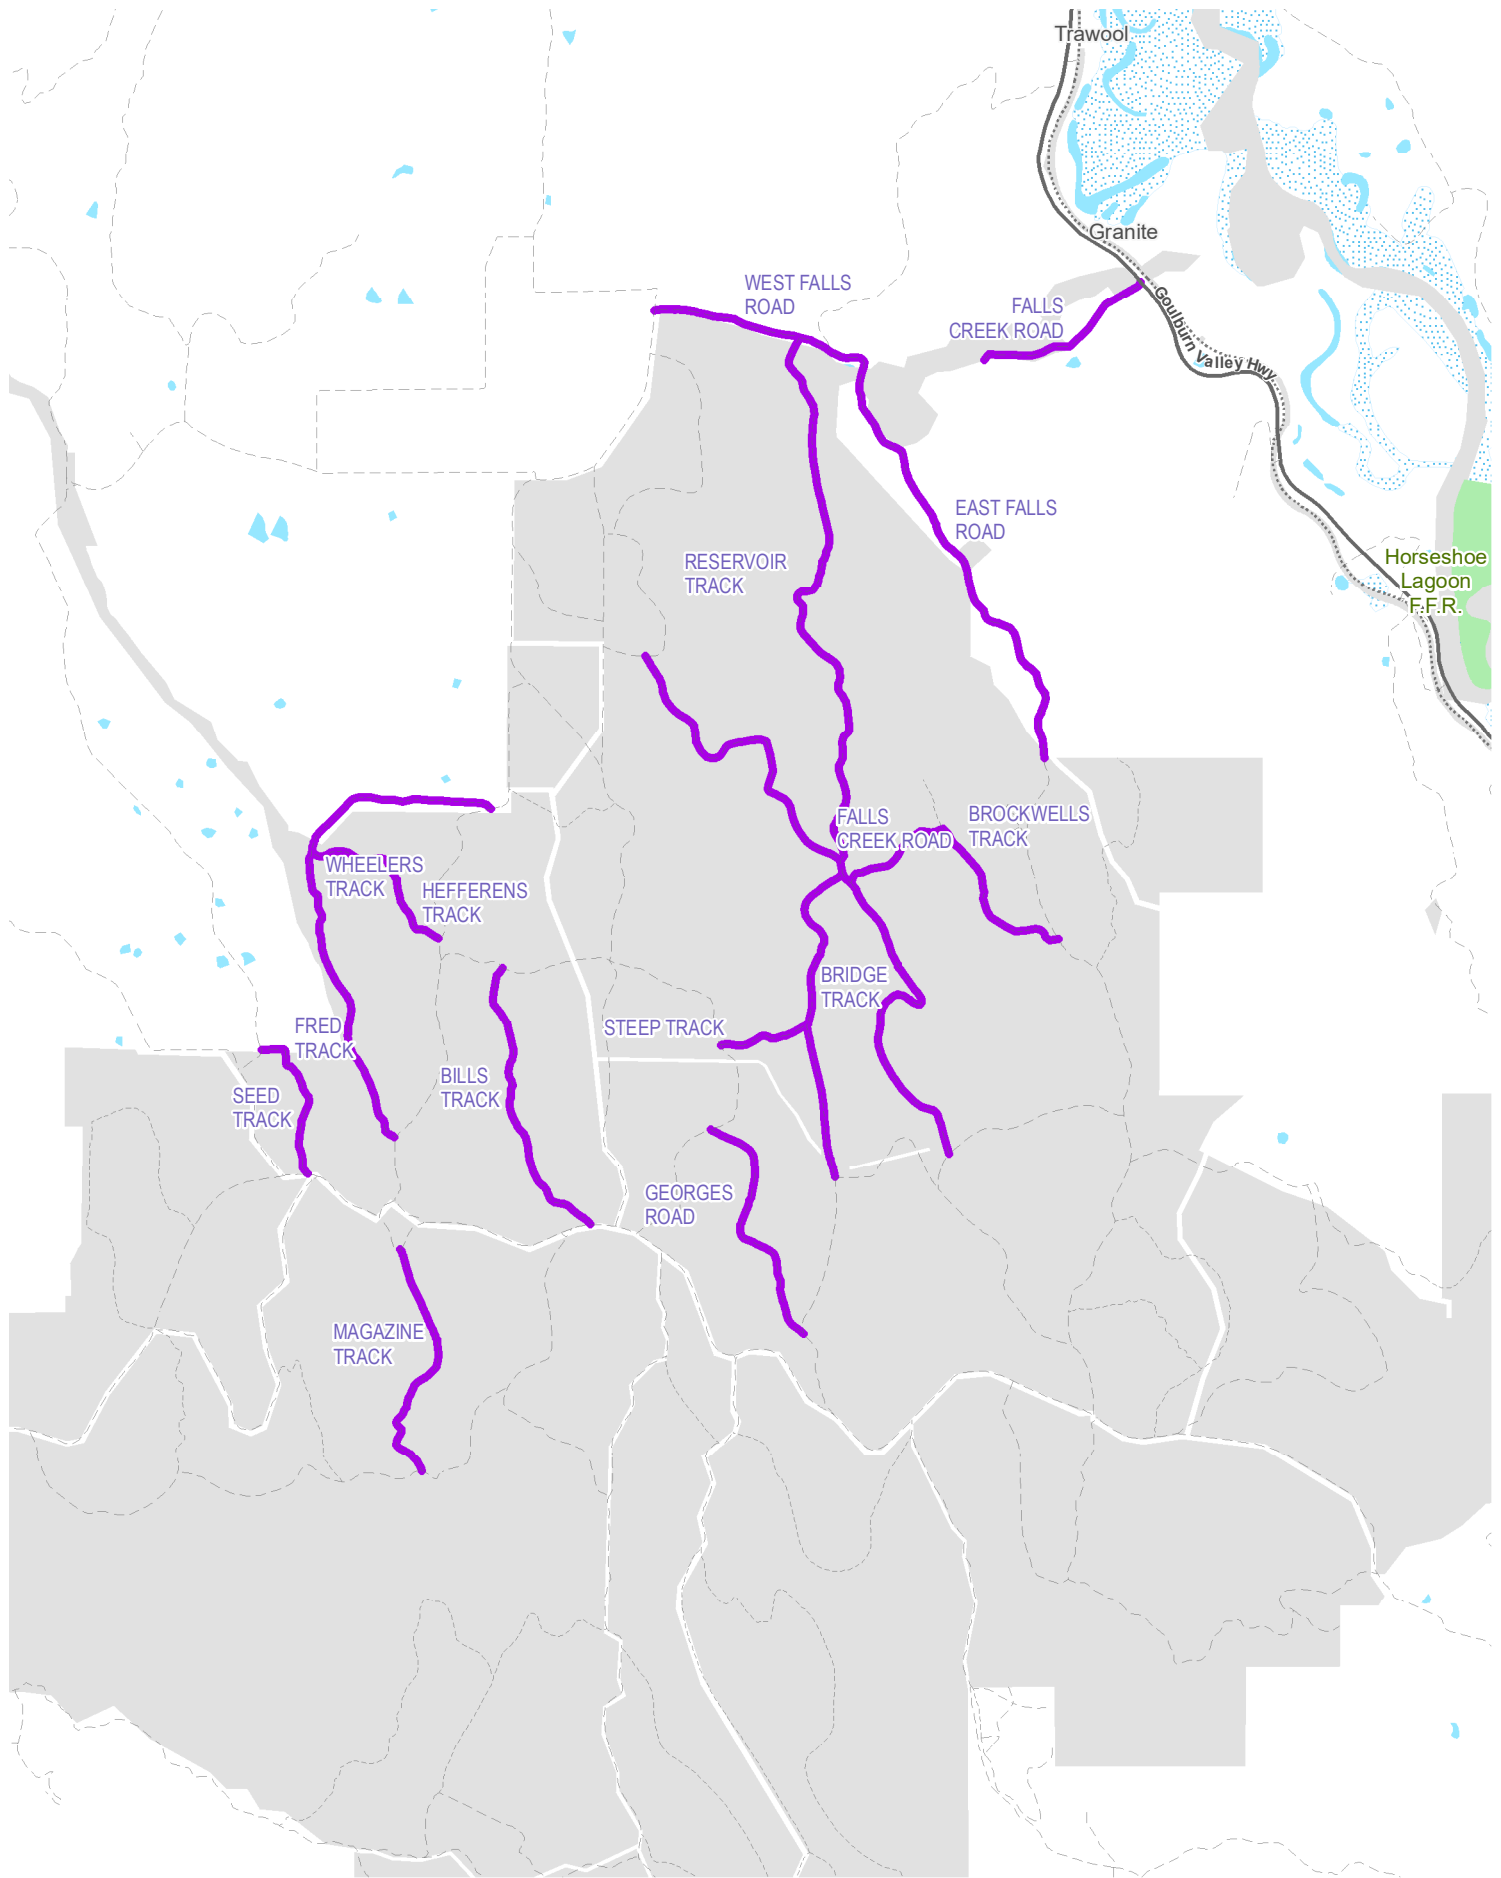 Trawool
Granite
WEST FALLS
ROAD
FALLS
CREEK ROAD
Goulburn Valley Hwy
EAST FALLS
ROAD
RESERVOIR
TRACK
Horseshoe
Lagoon
F.F.R.
FALLS
CREEK ROAD
BROCKWELLS
TRACK
WHEELERS
TRACK
HEFFERENS
TRACK
BRIDGE
TRACK
STEEP TRACK
FRED
TRACK
BILLS
TRACK
SEED
TRACK
GEORGES
ROAD
MAGAZINE
TRACK